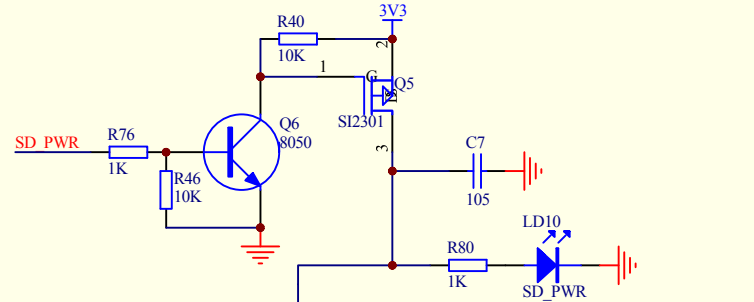 3V3
R40
10K
2
1
G
Q5
SI2301
Q6
8050
SD_PWR
R76
1K
R46
10K
3
C7
105
LD10
R80
1K
SD_PWR